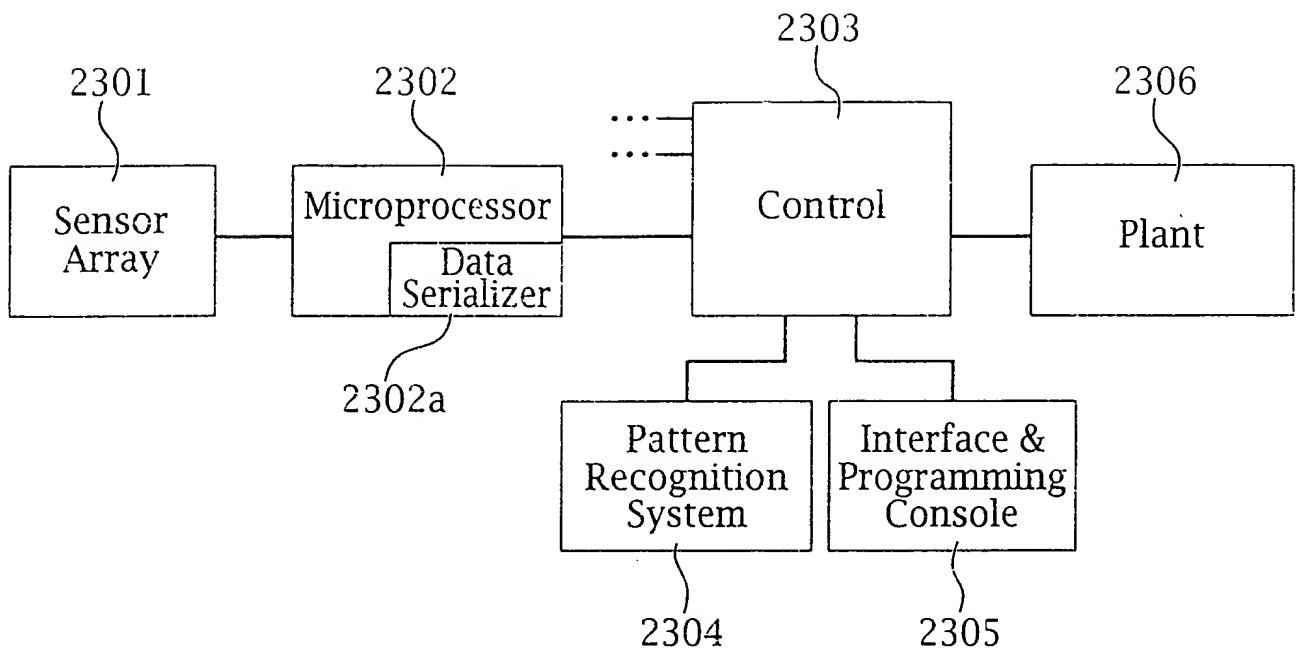 2303
2301
2302
2306
...
...
Sensor
Array
Microprocessor
Data
Serializer
Control
Plant
2302a
Pattern
Recognition
System
Interface &
Programming
Console
2304
2305